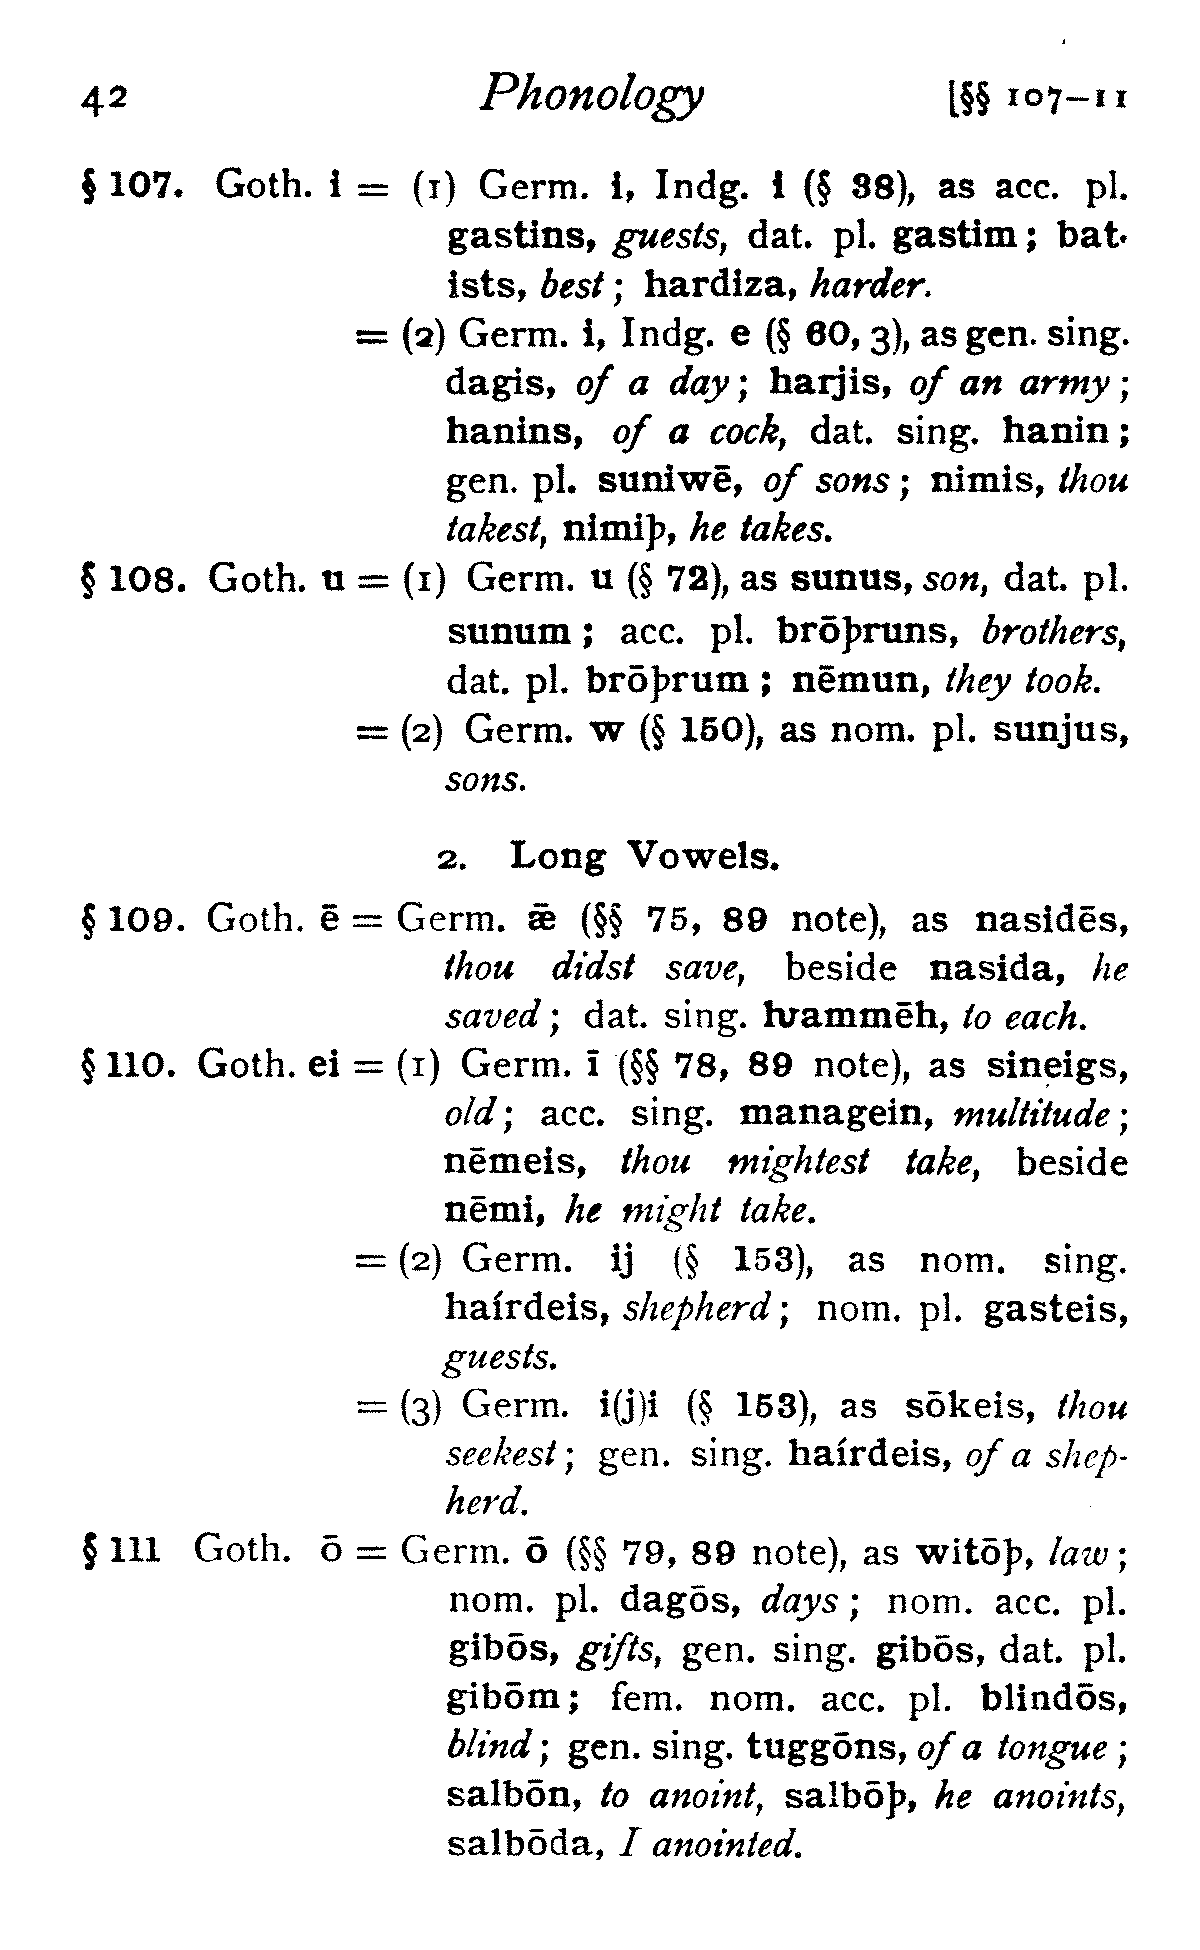 42 Phonology [§§ 107–11
§ 107. Goth. i = (1) Germ. i, Indg. i (§ 38), as acc. pl.
gastins, guests, dat. pl. gastim; bat-
ists, best; hardiza, harder.
= (2) Germ. i, Indg. e (§ 60, 3), as gen. sing.
dagis, of a day; harjis, of an army;
hanins, of a cock, dat. sing. hanin;
gen. pl. suniwē, of sons; nimis, thou
takest, nimiþ, he takes.
§ 108. Goth. u = (1) Germ. u (§ 72), as sunus, son, dat. pl.
sunum; acc. pl. brōþruns, brothers,
dat. pl. brōþrum; nēmun, they took.
= (2) Germ. w (§ 150), as nom. pl. sunjus,
sons.
2. Long Vowels.
§ 109. Goth. ē = Germ. ǣ (§§ 75, 89 note), as nasidēs,
thou didst save, beside nasida, he
saved; dat. sing. ƕammēh, to each.
§ 110. Goth. ei = (1) Germ. ī (§§ 78, 89 note), as sineigs,
old; acc. sing. managein, multitude;
nēmeis, thou mightest take, beside
nēmi, he might take.
= (2) Germ. ij (§ 153), as nom. sing.
haírdeis, shepherd; nom. pl. gasteis,
guests.
= (3) Germ. i(j)i (§ 153), as sōkeis, thou
seekest; gen. sing. haírdeis, of a shep-
herd.
§ 111 Goth. ō = Germ. ō (§§ 79, 89 note), as witōþ, law;
nom. pl. dagōs, days; nom. acc. pl.
gibōs, gifts, gen. sing. gibōs, dat. pl.
gibōm; fem. nom. acc. pl. blindōs,
blind; gen. sing. tuggōns, of a tongue;
salbōn, to anoint, salbōþ, he anoints,
salbōda, I anointed.